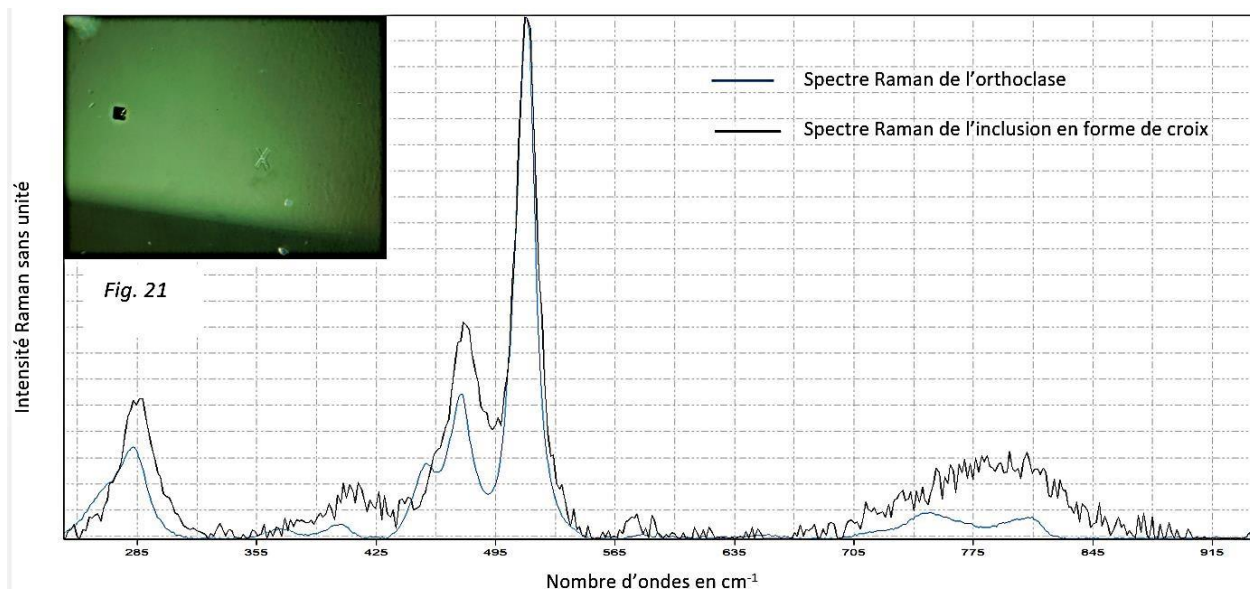 Spectre Raman de l’orthoclase
Spectre Raman de l’inclusion en forme de croix
Intensité Raman sans unité
Fig. 21
285 355 425 495 565 635 705 775 845 915
Nombre d’ondes en cm⁻¹